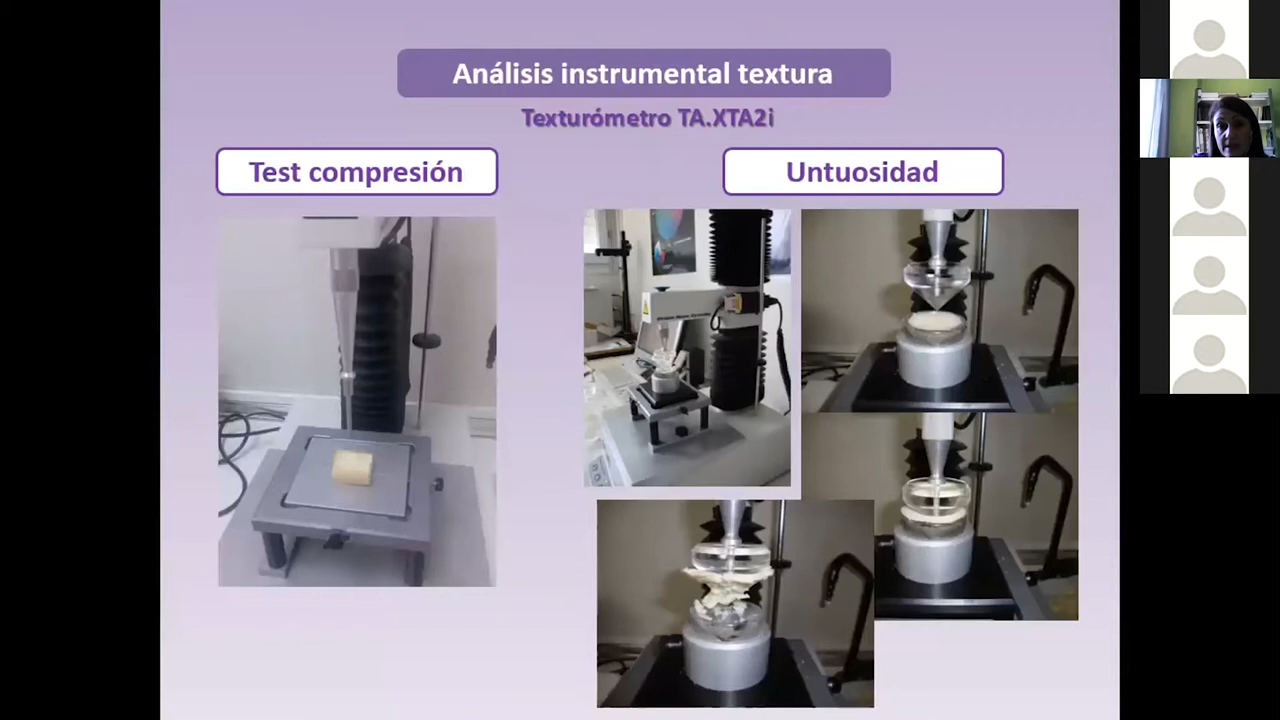 Análisis instrumental textura
Texturómetro TA.XTA2i
Test compresión
Untuosidad